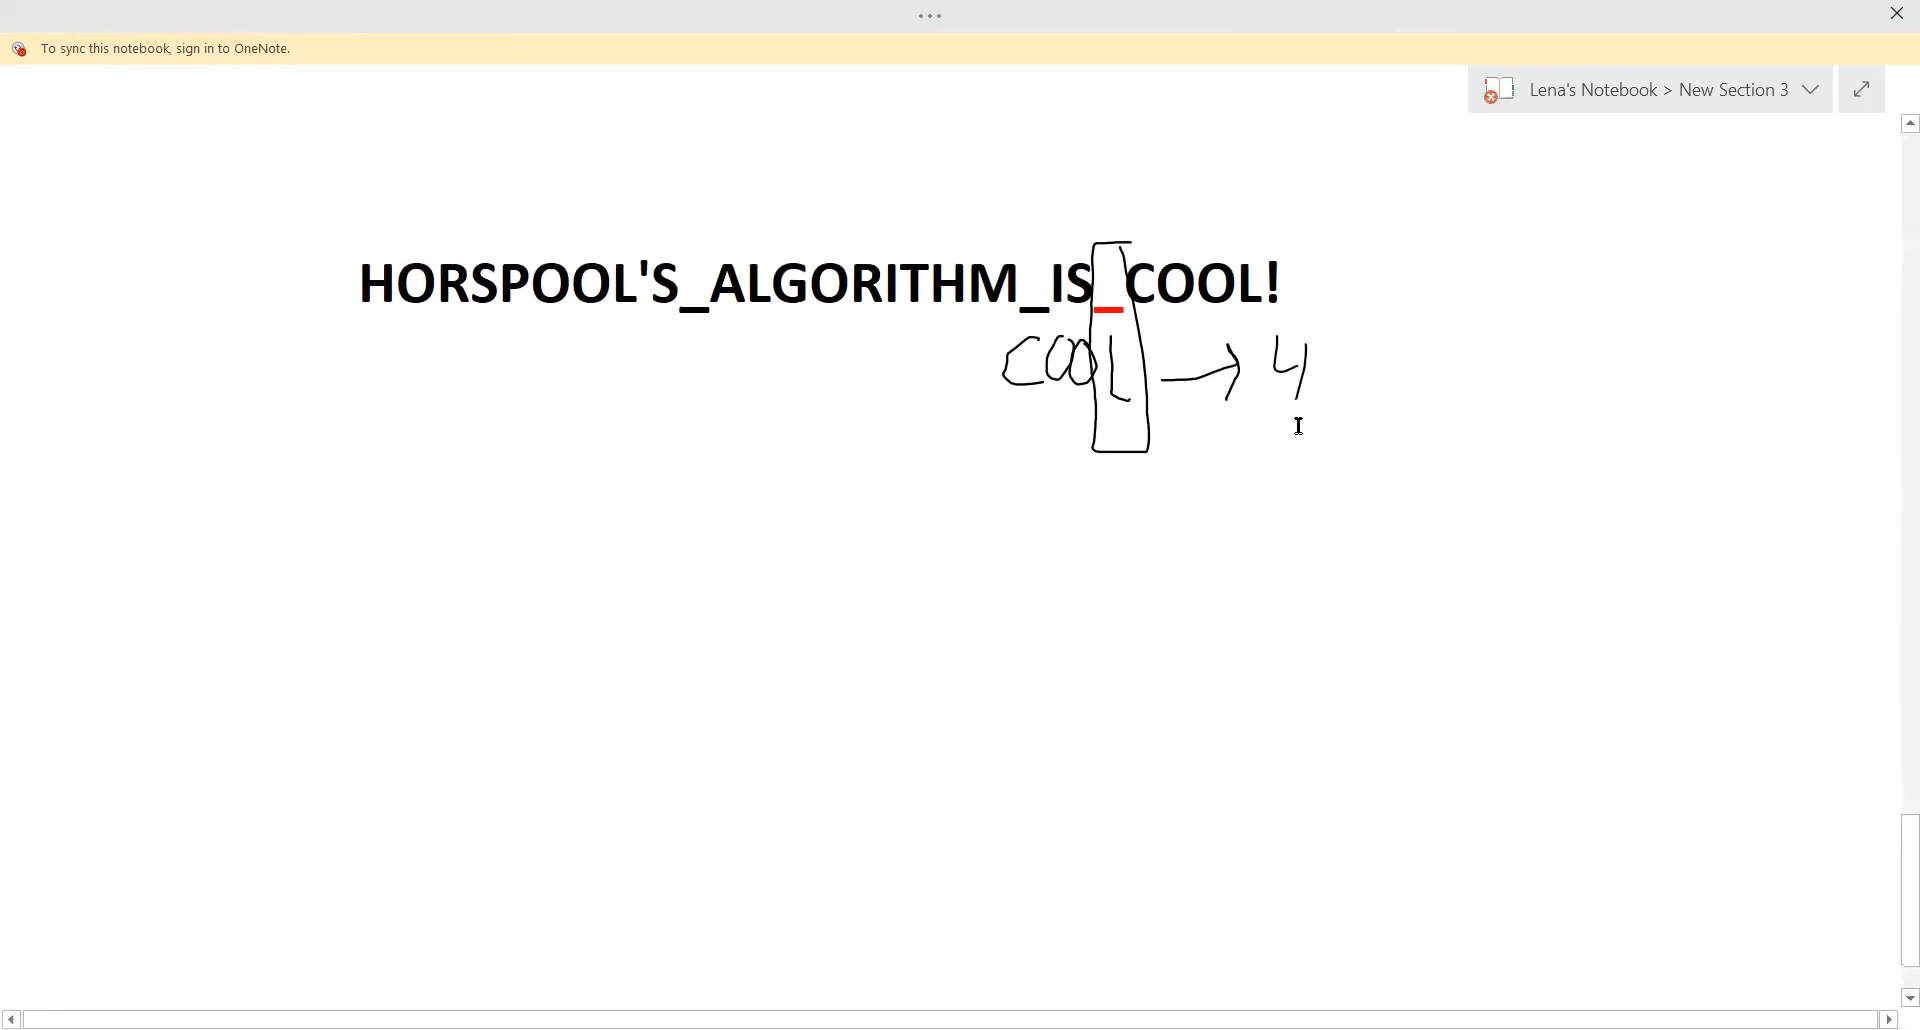 To sync this notebook, sign in to OneNote.
Lena's Notebook > New Section 3
HORSPOOL'S_ALGORITHM_IS_COOL!
COOL → 4